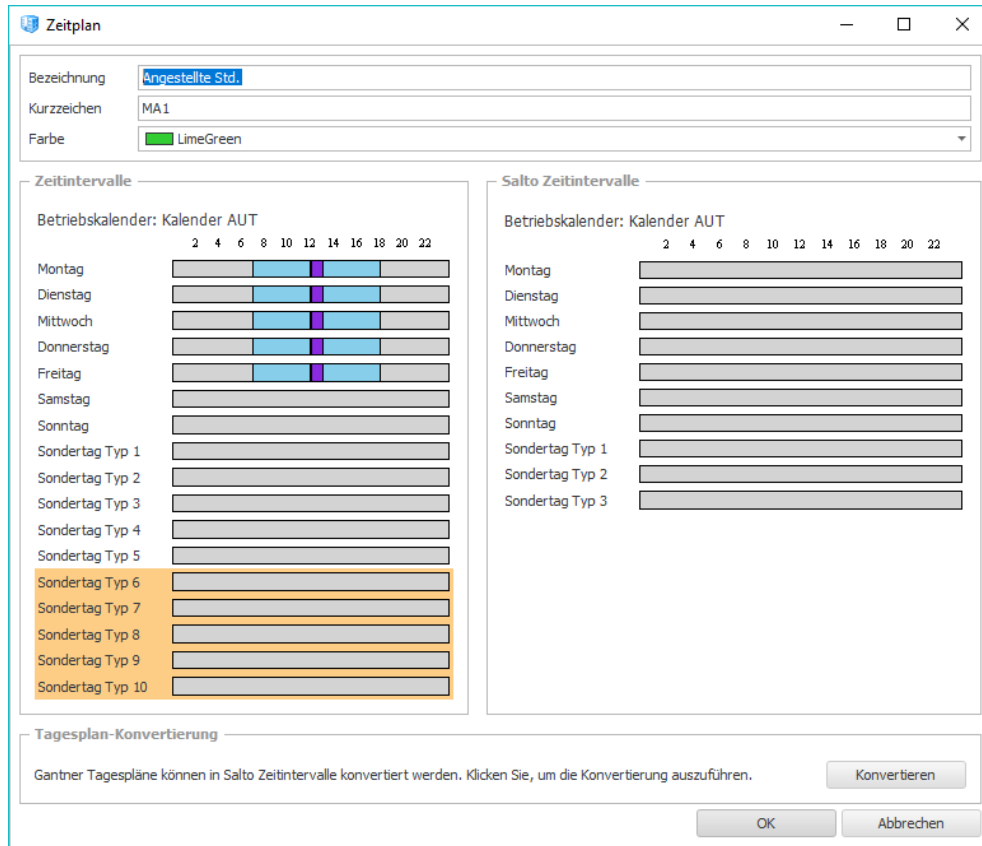 Zeitplan
Bezeichnung Angestellte Std.
Kurzzeichen MA1
Farbe LimeGreen
Zeitintervalle
Betriebskalender: Kalender AUT
2 4 6 8 10 12 14 16 18 20 22
Montag
Dienstag
Mittwoch
Donnerstag
Freitag
Samstag
Sonntag
Sondertag Typ 1
Sondertag Typ 2
Sondertag Typ 3
Sondertag Typ 4
Sondertag Typ 5
Sondertag Typ 6
Sondertag Typ 7
Sondertag Typ 8
Sondertag Typ 9
Sondertag Typ 10
Salto Zeitintervalle
Betriebskalender: Kalender AUT
2 4 6 8 10 12 14 16 18 20 22
Montag
Dienstag
Mittwoch
Donnerstag
Freitag
Samstag
Sonntag
Sondertag Typ 1
Sondertag Typ 2
Sondertag Typ 3
Tagesplan-Konvertierung
Gantner Tagespläne können in Salto Zeitintervalle konvertiert werden. Klicken Sie, um die Konvertierung auszuführen. Konvertieren
OK Abbrechen